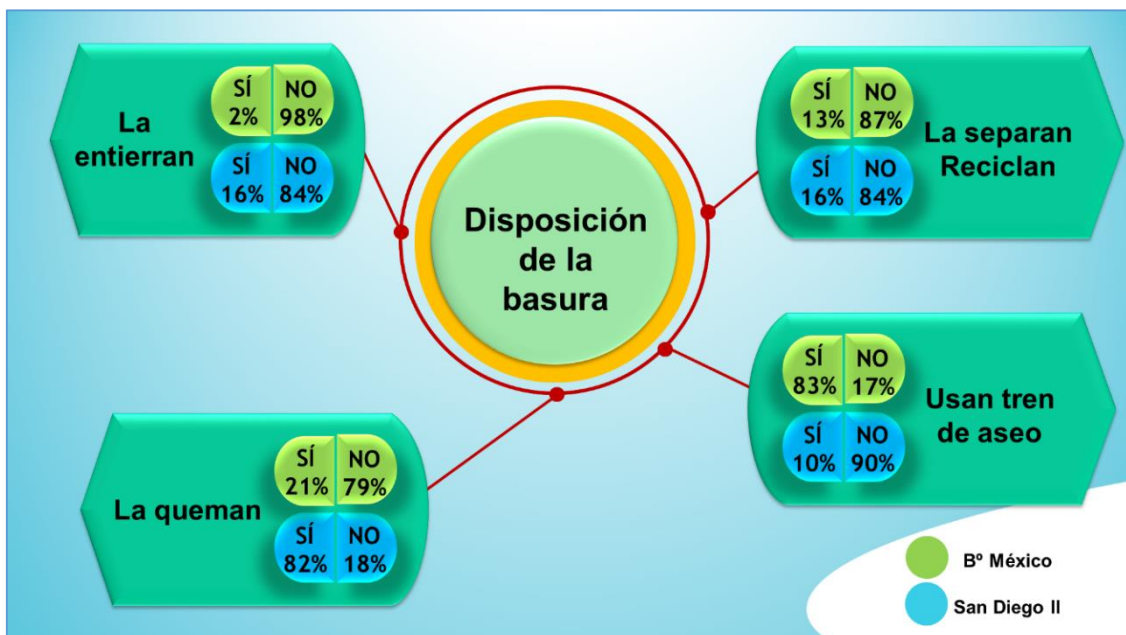 La
entierran
SÍ NO
2% 98%
SÍ NO
16% 84%
Disposición
de la
basura
SÍ NO
13% 87%
SÍ NO
16% 84%
La separan
Reciclan
La queman
SÍ NO
21% 79%
SÍ NO
82% 18%
SÍ NO
83% 17%
SÍ NO
10% 90%
Usan tren
de aseo
Bº México
San Diego II